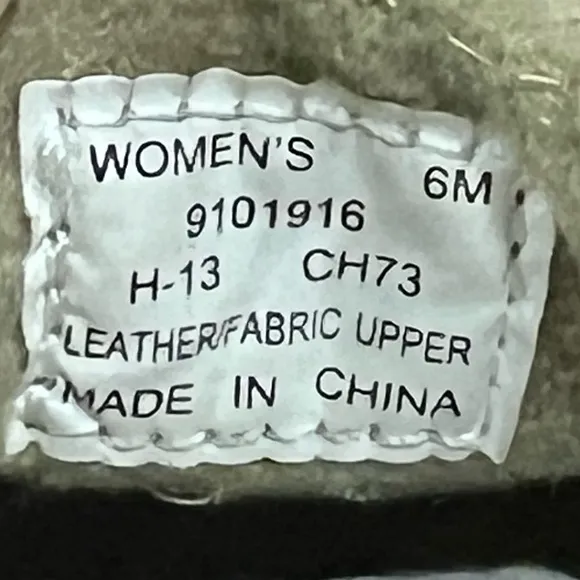 WOMEN'S 6M
9101916
H-13 CH73
LEATHER/FABRIC UPPER
MADE IN CHINA